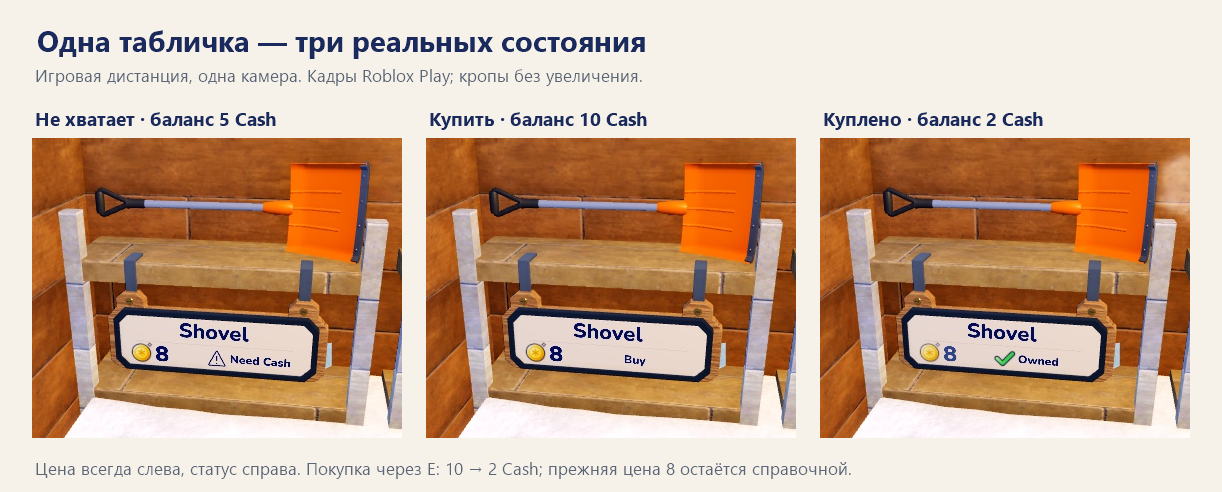 Одна табличка — три реальных состояния
Игровая дистанция, одна камера. Кадры Roblox Play; кропы без увеличения.
Не хватает · баланс 5 Cash
Shovel
8 Need Cash
Купить · баланс 10 Cash
Shovel
8 Buy
Куплено · баланс 2 Cash
Shovel
8 Owned
Цена всегда слева, статус справа. Покупка через E: 10 → 2 Cash; прежняя цена 8 остаётся справочной.